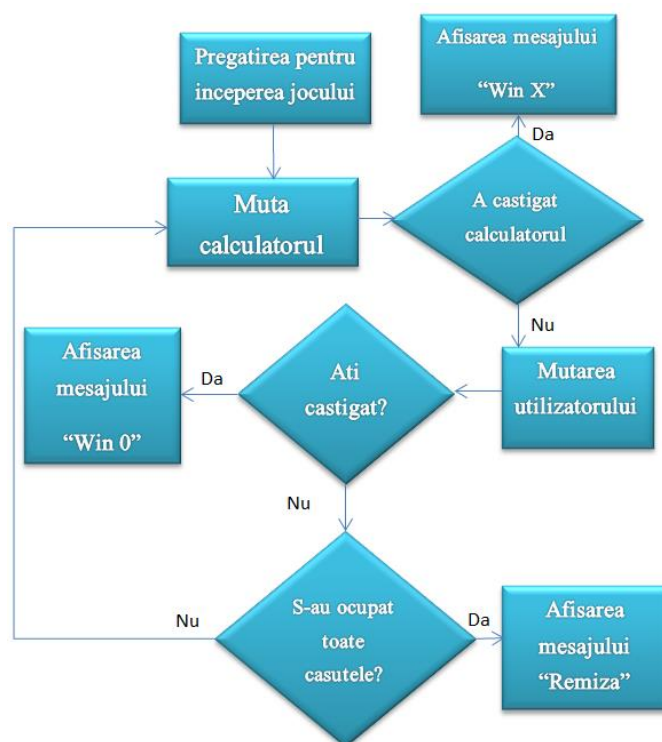 Pregatirea pentru
inceperea jocului
Afisarea mesajului
“Win X”
Da
Muta
calculatorul
A castigat
calculatorul
Nu
Afisarea
mesajului
“Win 0”
Da
Ati
castigat?
Mutarea
utilizatorului
Nu
Nu
S-au ocupat
toate
casutele?
Da
Afisarea
mesajului
“Remiza”